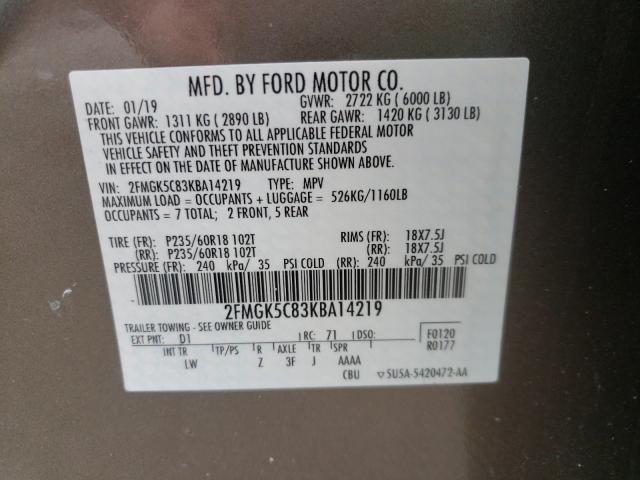 MFD. BY FORD MOTOR CO.
DATE: 01/19 GVWR: 2722 KG ( 6000 LB)
FRONT GAWR: 1311 KG ( 2890 LB) REAR GAWR: 1420 KG ( 3130 LB)
THIS VEHICLE CONFORMS TO ALL APPLICABLE FEDERAL MOTOR
VEHICLE SAFETY AND THEFT PREVENTION STANDARDS
IN EFFECT ON THE DATE OF MANUFACTURE SHOWN ABOVE.
VIN: 2FMGK5C83KBA14219 TYPE: MPV
MAXIMUM LOAD = OCCUPANTS + LUGGAGE = 526KG/1160LB
OCCUPANTS = 7 TOTAL; 2 FRONT, 5 REAR
TIRE (FR): P235/60R18 102T RIMS (FR): 18X7.5J
(RR): P235/60R18 102T (RR): 18X7.5J
PRESSURE (FR): 240 kPa/ 35 PSI COLD (RR): 240 kPa/ 35 PSI COLD
2FMGK5C83KBA14219
TRAILER TOWING - SEE OWNER GUIDE
EXT PNT: D1 RC: 71 DSO: F0120
INT TR TP/PS R AXLE TR SPR R0177
LW Z 3F J AAAA
CBU ▽SUSA-5420472-AA